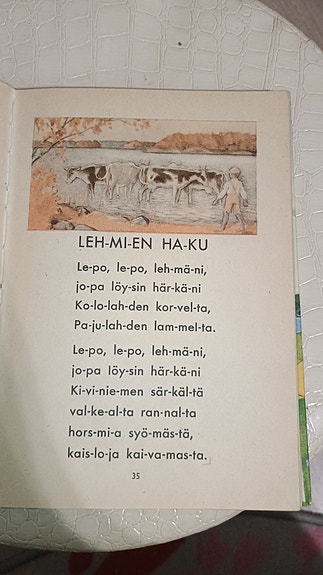 LEH-MI-EN HA-KU
Le-po, le-po, leh-mä-ni,
jo-pa löy-sin här-kä-ni
Ko-lo-lah-den kor-vel-ta,
Pa-ju-lah-den lam-mel-ta.
Le-po, le-po, leh-mä-ni,
jo-pa löy-sin här-kä-ni
Ki-vi-nie-men sär-käl-tä
val-ke-al-ta ran-nal-ta
hors-mi-a syö-mäs-tä,
kais-lo-ja kai-va-mas-ta.
35